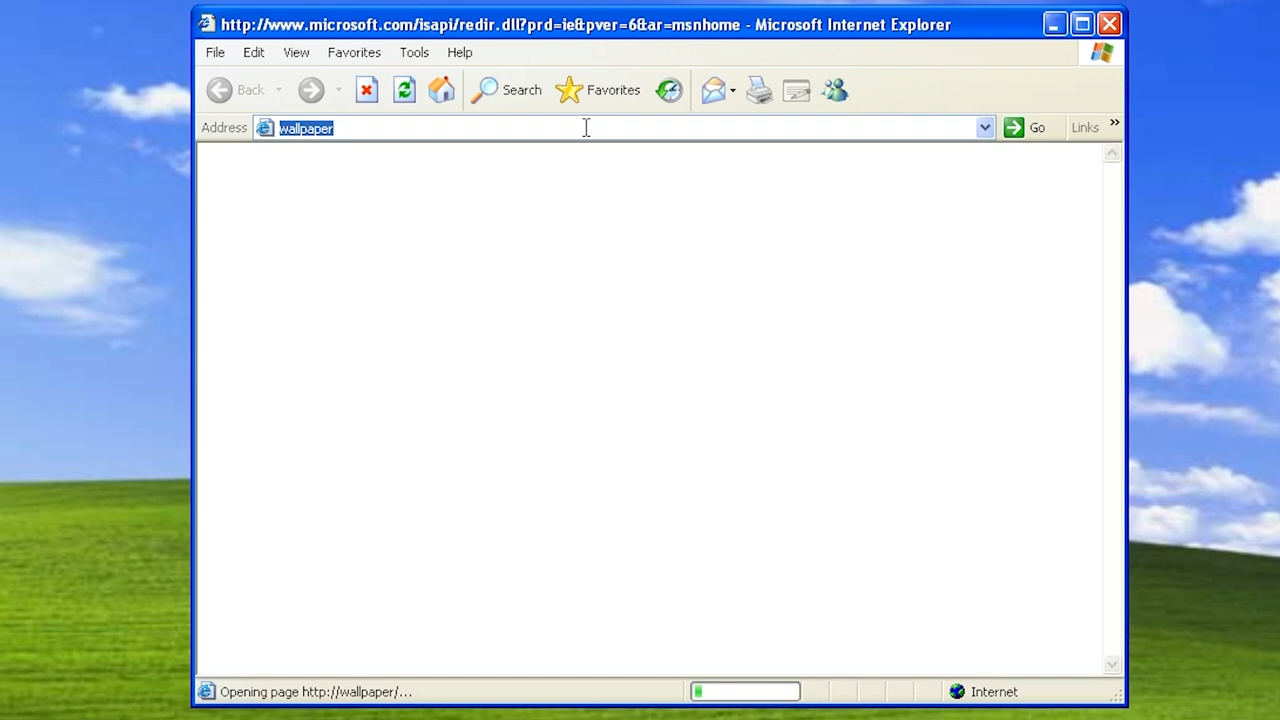 http://www.microsoft.com/isapi/redir.dll?prd=ie&pver=6&ar=msnhome - Microsoft Internet Explorer
File Edit View Favorites Tools Help
Back Search Favorites
Address wallpaper Go Links »
Opening page http://wallpaper/... Internet